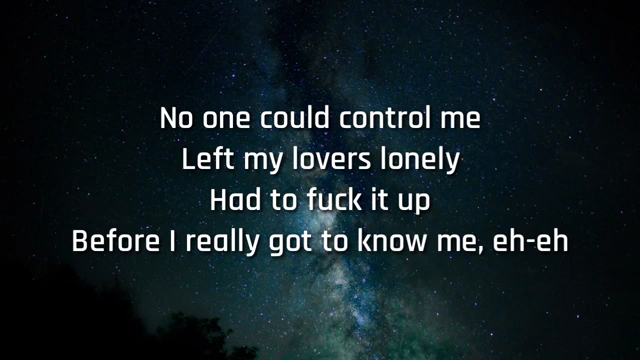 No one could control me
Left my lovers lonely
Had to fuck it up
Before I really got to know me, eh-eh